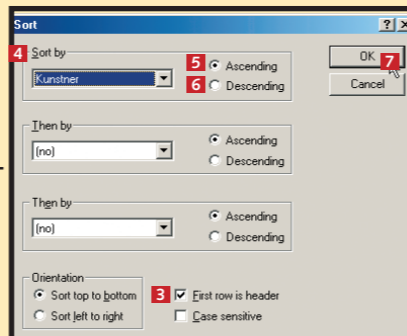 Sort
? ×
4 Sort by
Kunstner
5 Ascending
6 Descending
OK 7
Cancel
Then by
(no)
Ascending
Descending
Then by
(no)
Ascending
Descending
Orientation
Sort top to bottom
Sort left to right
3 First row is header
Case sensitive